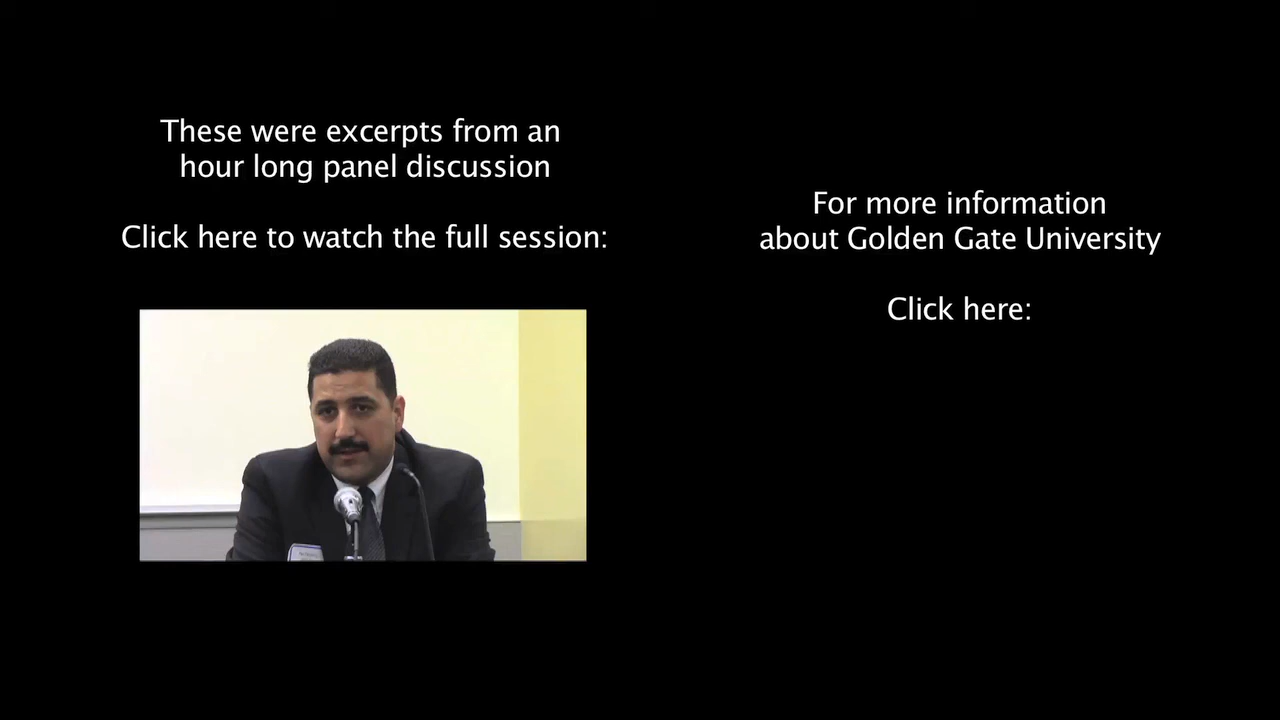 These were excerpts from an
hour long panel discussion
Click here to watch the full session:
For more information
about Golden Gate University
Click here: